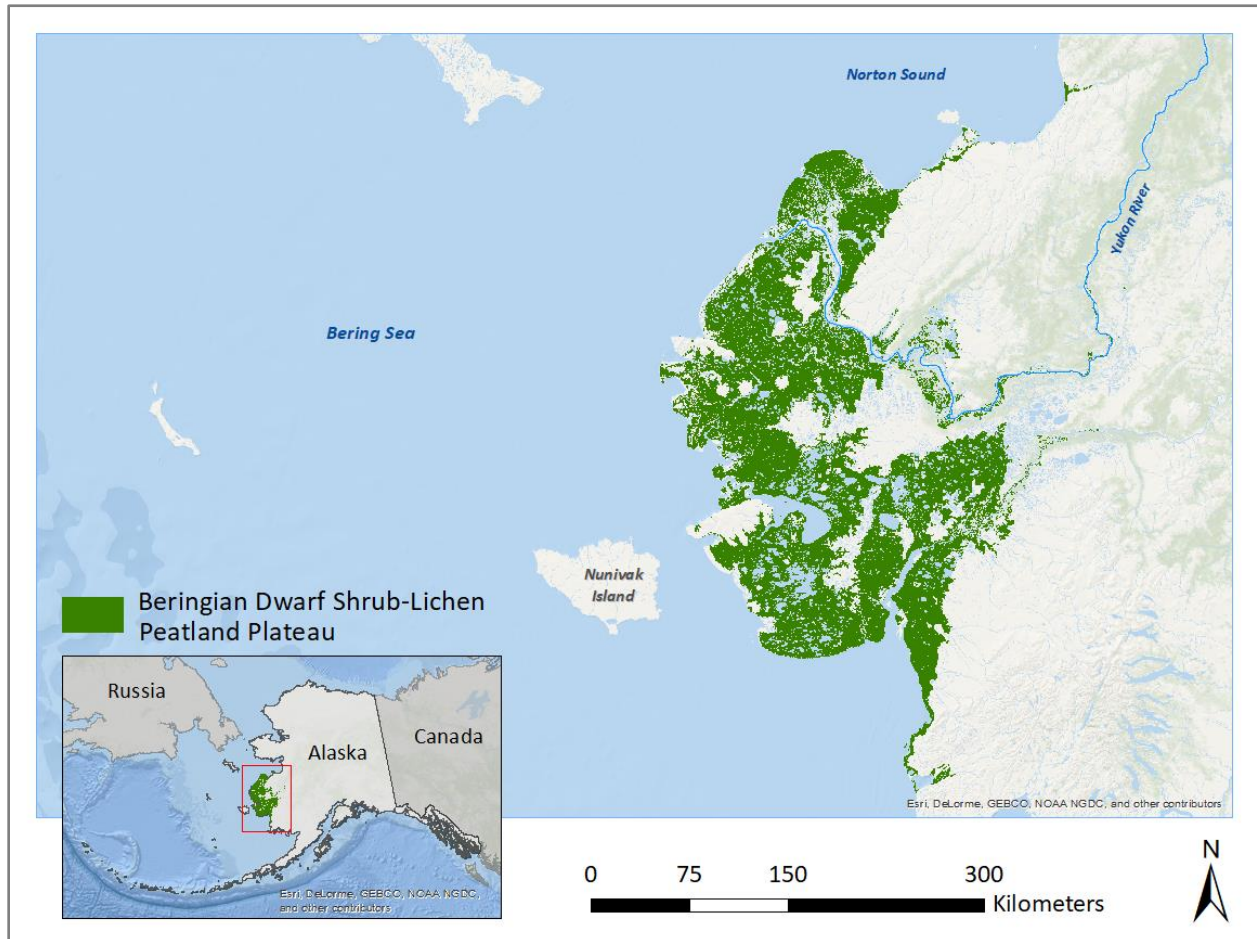 Norton Sound
Yukon River
Bering Sea
Nunivak
Island
Beringian Dwarf Shrub-Lichen
Peatland Plateau
Esri, DeLorme, GEBCO, NOAA NGDC, and other contributors
Russia
Alaska
Canada
Esri, DeLorme, GEBCO, NOAA NGDC,
and other contributors
0 75 150 300
Kilometers
N